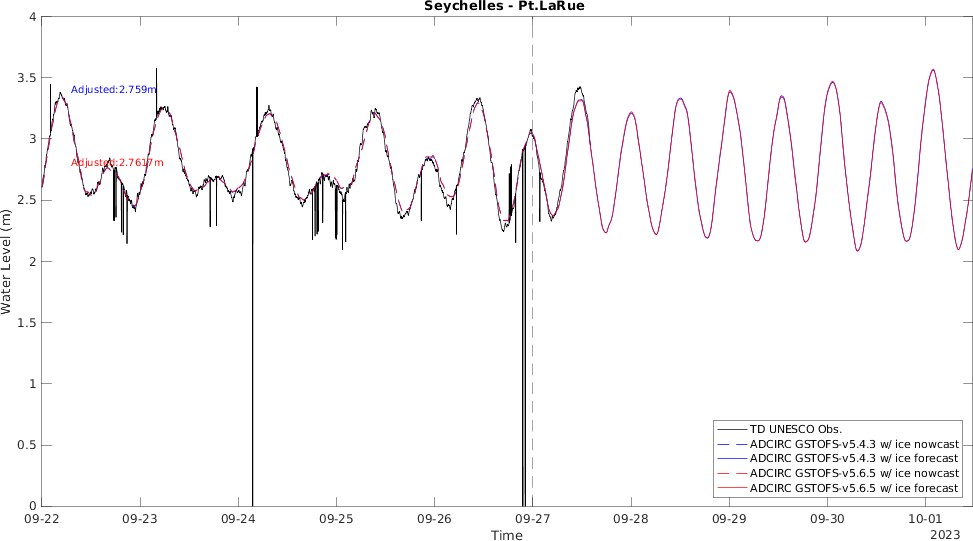 Seychelles - Pt.LaRue
4
3.5
3
2.5
2
1.5
1
0.5
0
Water Level (m)
Adjusted:2.759m
Adjusted:2.7617m
TD UNESCO Obs.
ADCIRC GSTOFS-v5.4.3 w/ ice nowcast
ADCIRC GSTOFS-v5.4.3 w/ ice forecast
ADCIRC GSTOFS-v5.6.5 w/ ice nowcast
ADCIRC GSTOFS-v5.6.5 w/ ice forecast
09-22 09-23 09-24 09-25 09-26 09-27 09-28 09-29 09-30 10-01
Time
2023